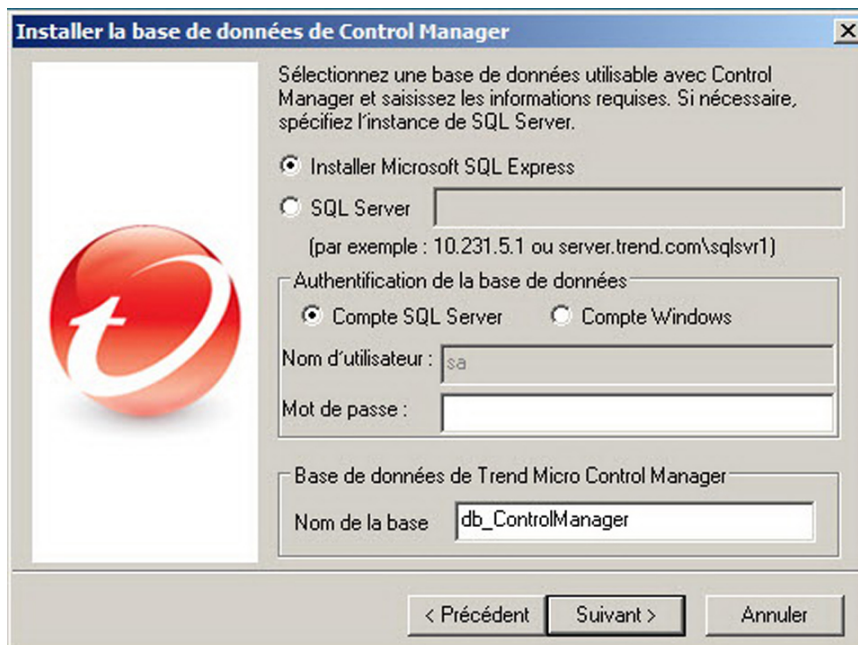 Installer la base de données de Control Manager
Sélectionnez une base de données utilisable avec Control
Manager et saisissez les informations requises. Si nécessaire,
spécifiez l'instance de SQL Server.
Installer Microsoft SQL Express
SQL Server
(par exemple : 10.231.5.1 ou server.trend.com\sqlsvr1)
Authentification de la base de données
Compte SQL Server Compte Windows
Nom d'utilisateur : sa
Mot de passe :
Base de données de Trend Micro Control Manager
Nom de la base db_ControlManager
< Précédent Suivant > Annuler